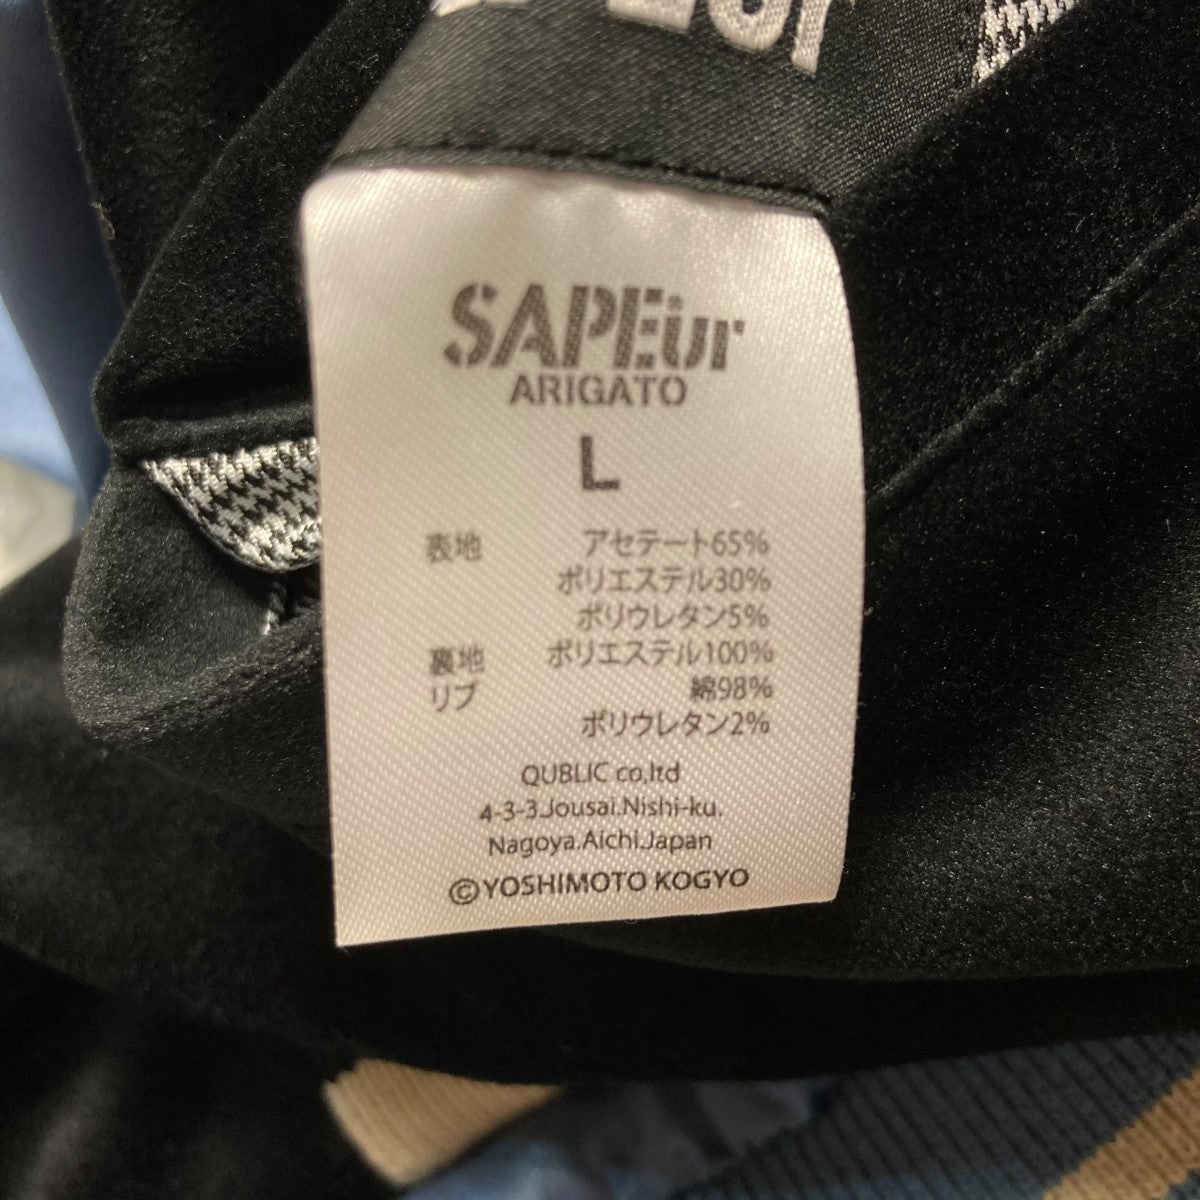 SAPEur
ARIGATO
L
表地 アセテート65%
ポリエステル30%
ポリウレタン5%
裏地 ポリエステル100%
リブ 綿98%
ポリウレタン2%
QUBLIC co,ltd
4-3-3.Jousai.Nishi-ku.
Nagoya.Aichi.Japan
©YOSHIMOTO KOGYO